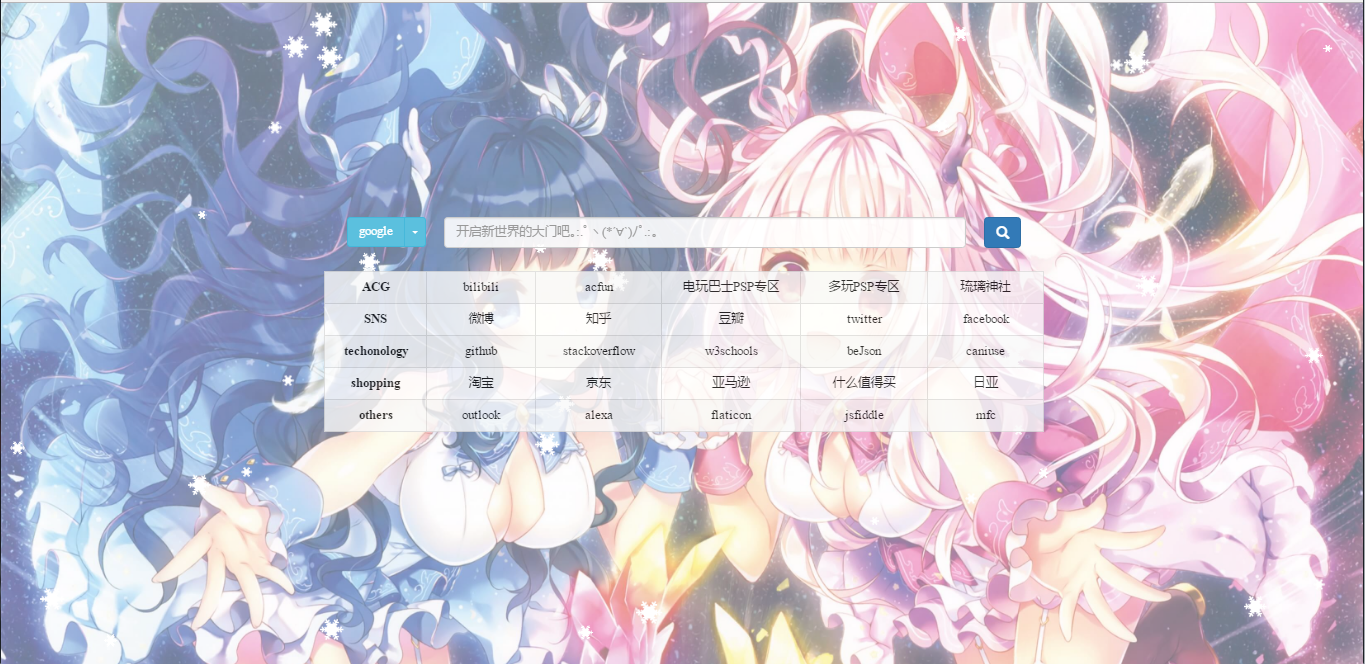 google 开启新世界的大门吧｡:.ﾟヽ(*´∀`)ﾉﾟ.:｡
ACG bilibili acfun 电玩巴士PSP专区 多玩PSP专区 琉璃神社
SNS 微博 知乎 豆瓣 twitter facebook
techonology github stackoverflow w3schools beJson caniuse
shopping 淘宝 京东 亚马逊 什么值得买 日亚
others outlook alexa flaticon jsfiddle mfc